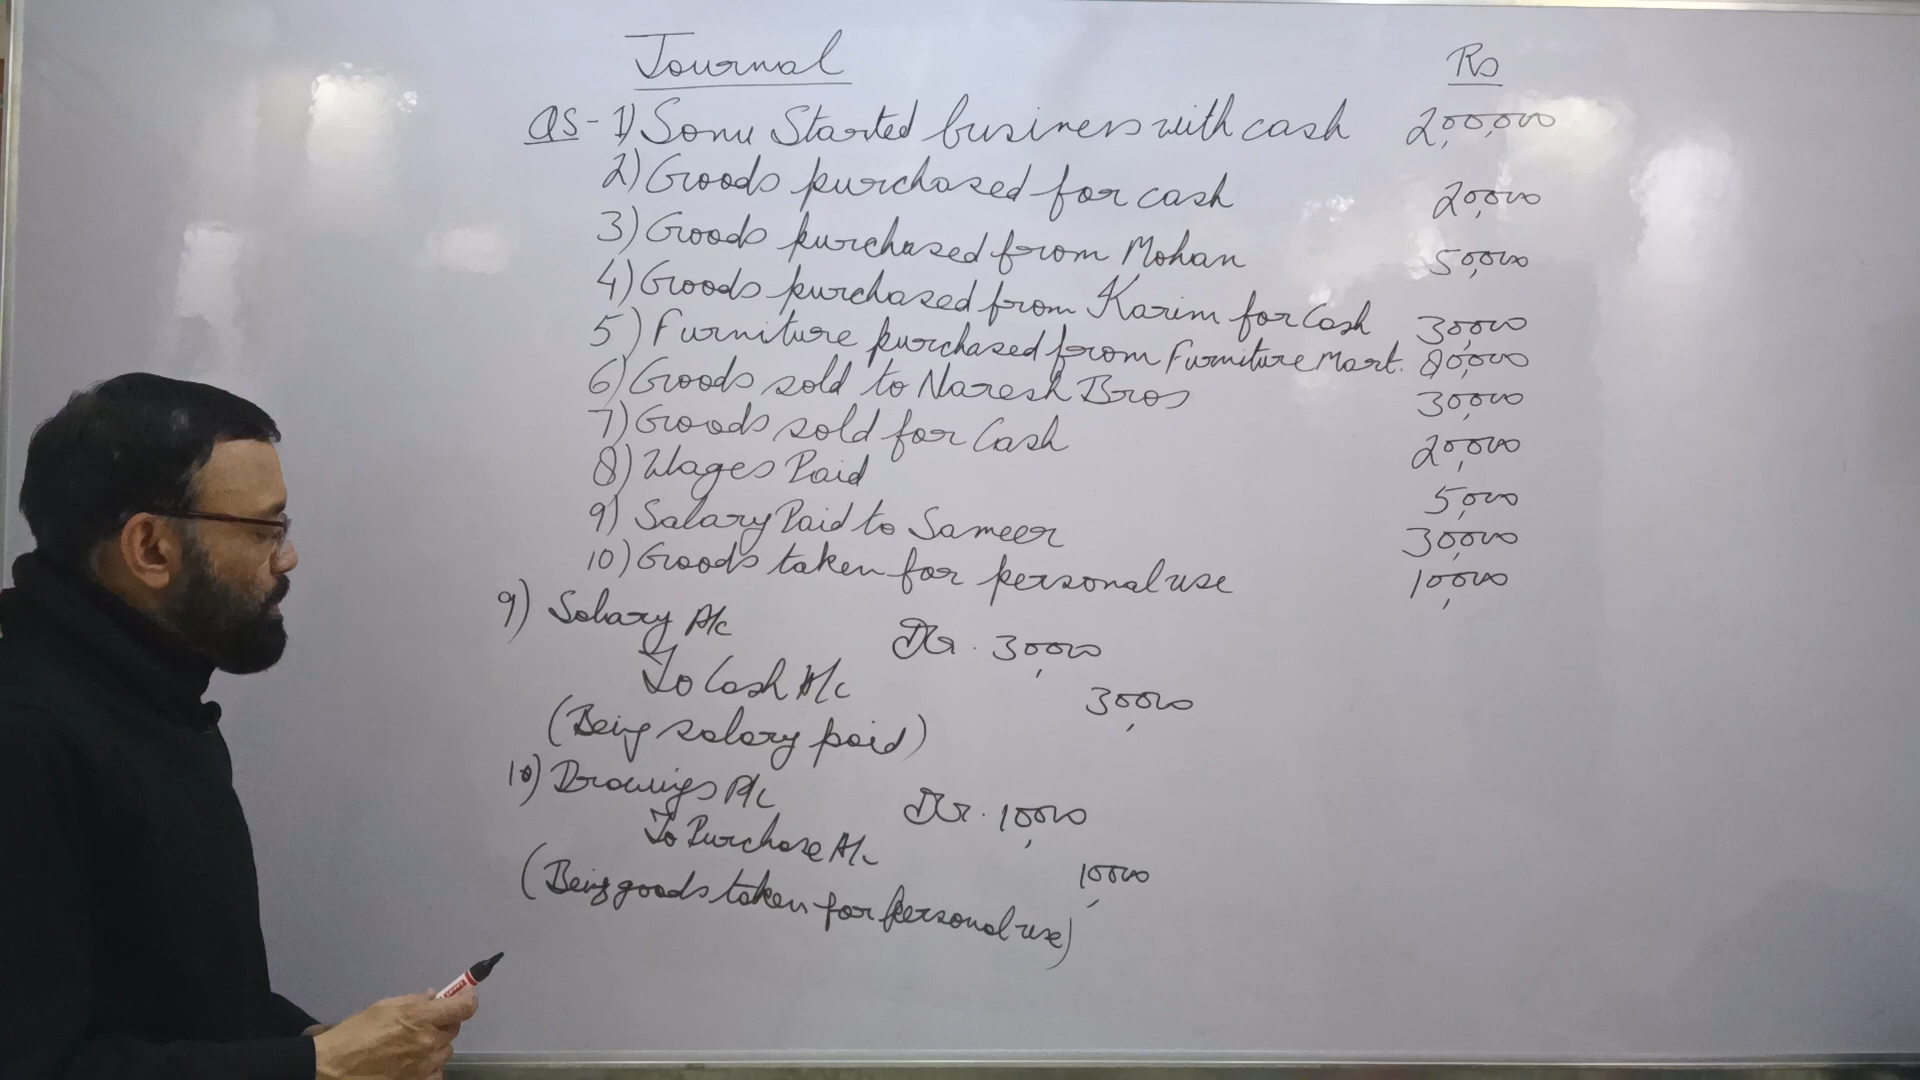 Journal Rs
QS - 1) Sonu Started business with cash 200,000
2) Goods purchased for cash 20,000
3) Goods purchased from Mohan 50,000
4) Goods purchased from Karim for Cash 30,000
5) Furniture purchased from Furniture Mart. 80,000
6) Goods sold to Naresh Bros 30,000
7) Goods sold for Cash 20,000
8) Wages Paid 5,000
9) Salary Paid to Sameer 30,000
10) Goods taken for personal use 10,000
9) Salary A/c Dr. 30,000
To Cash A/c 30,000
(Being salary paid)
10) Drawings A/c Dr. 10,000
To Purchase A/c 10,000
(Being goods taken for personal use)